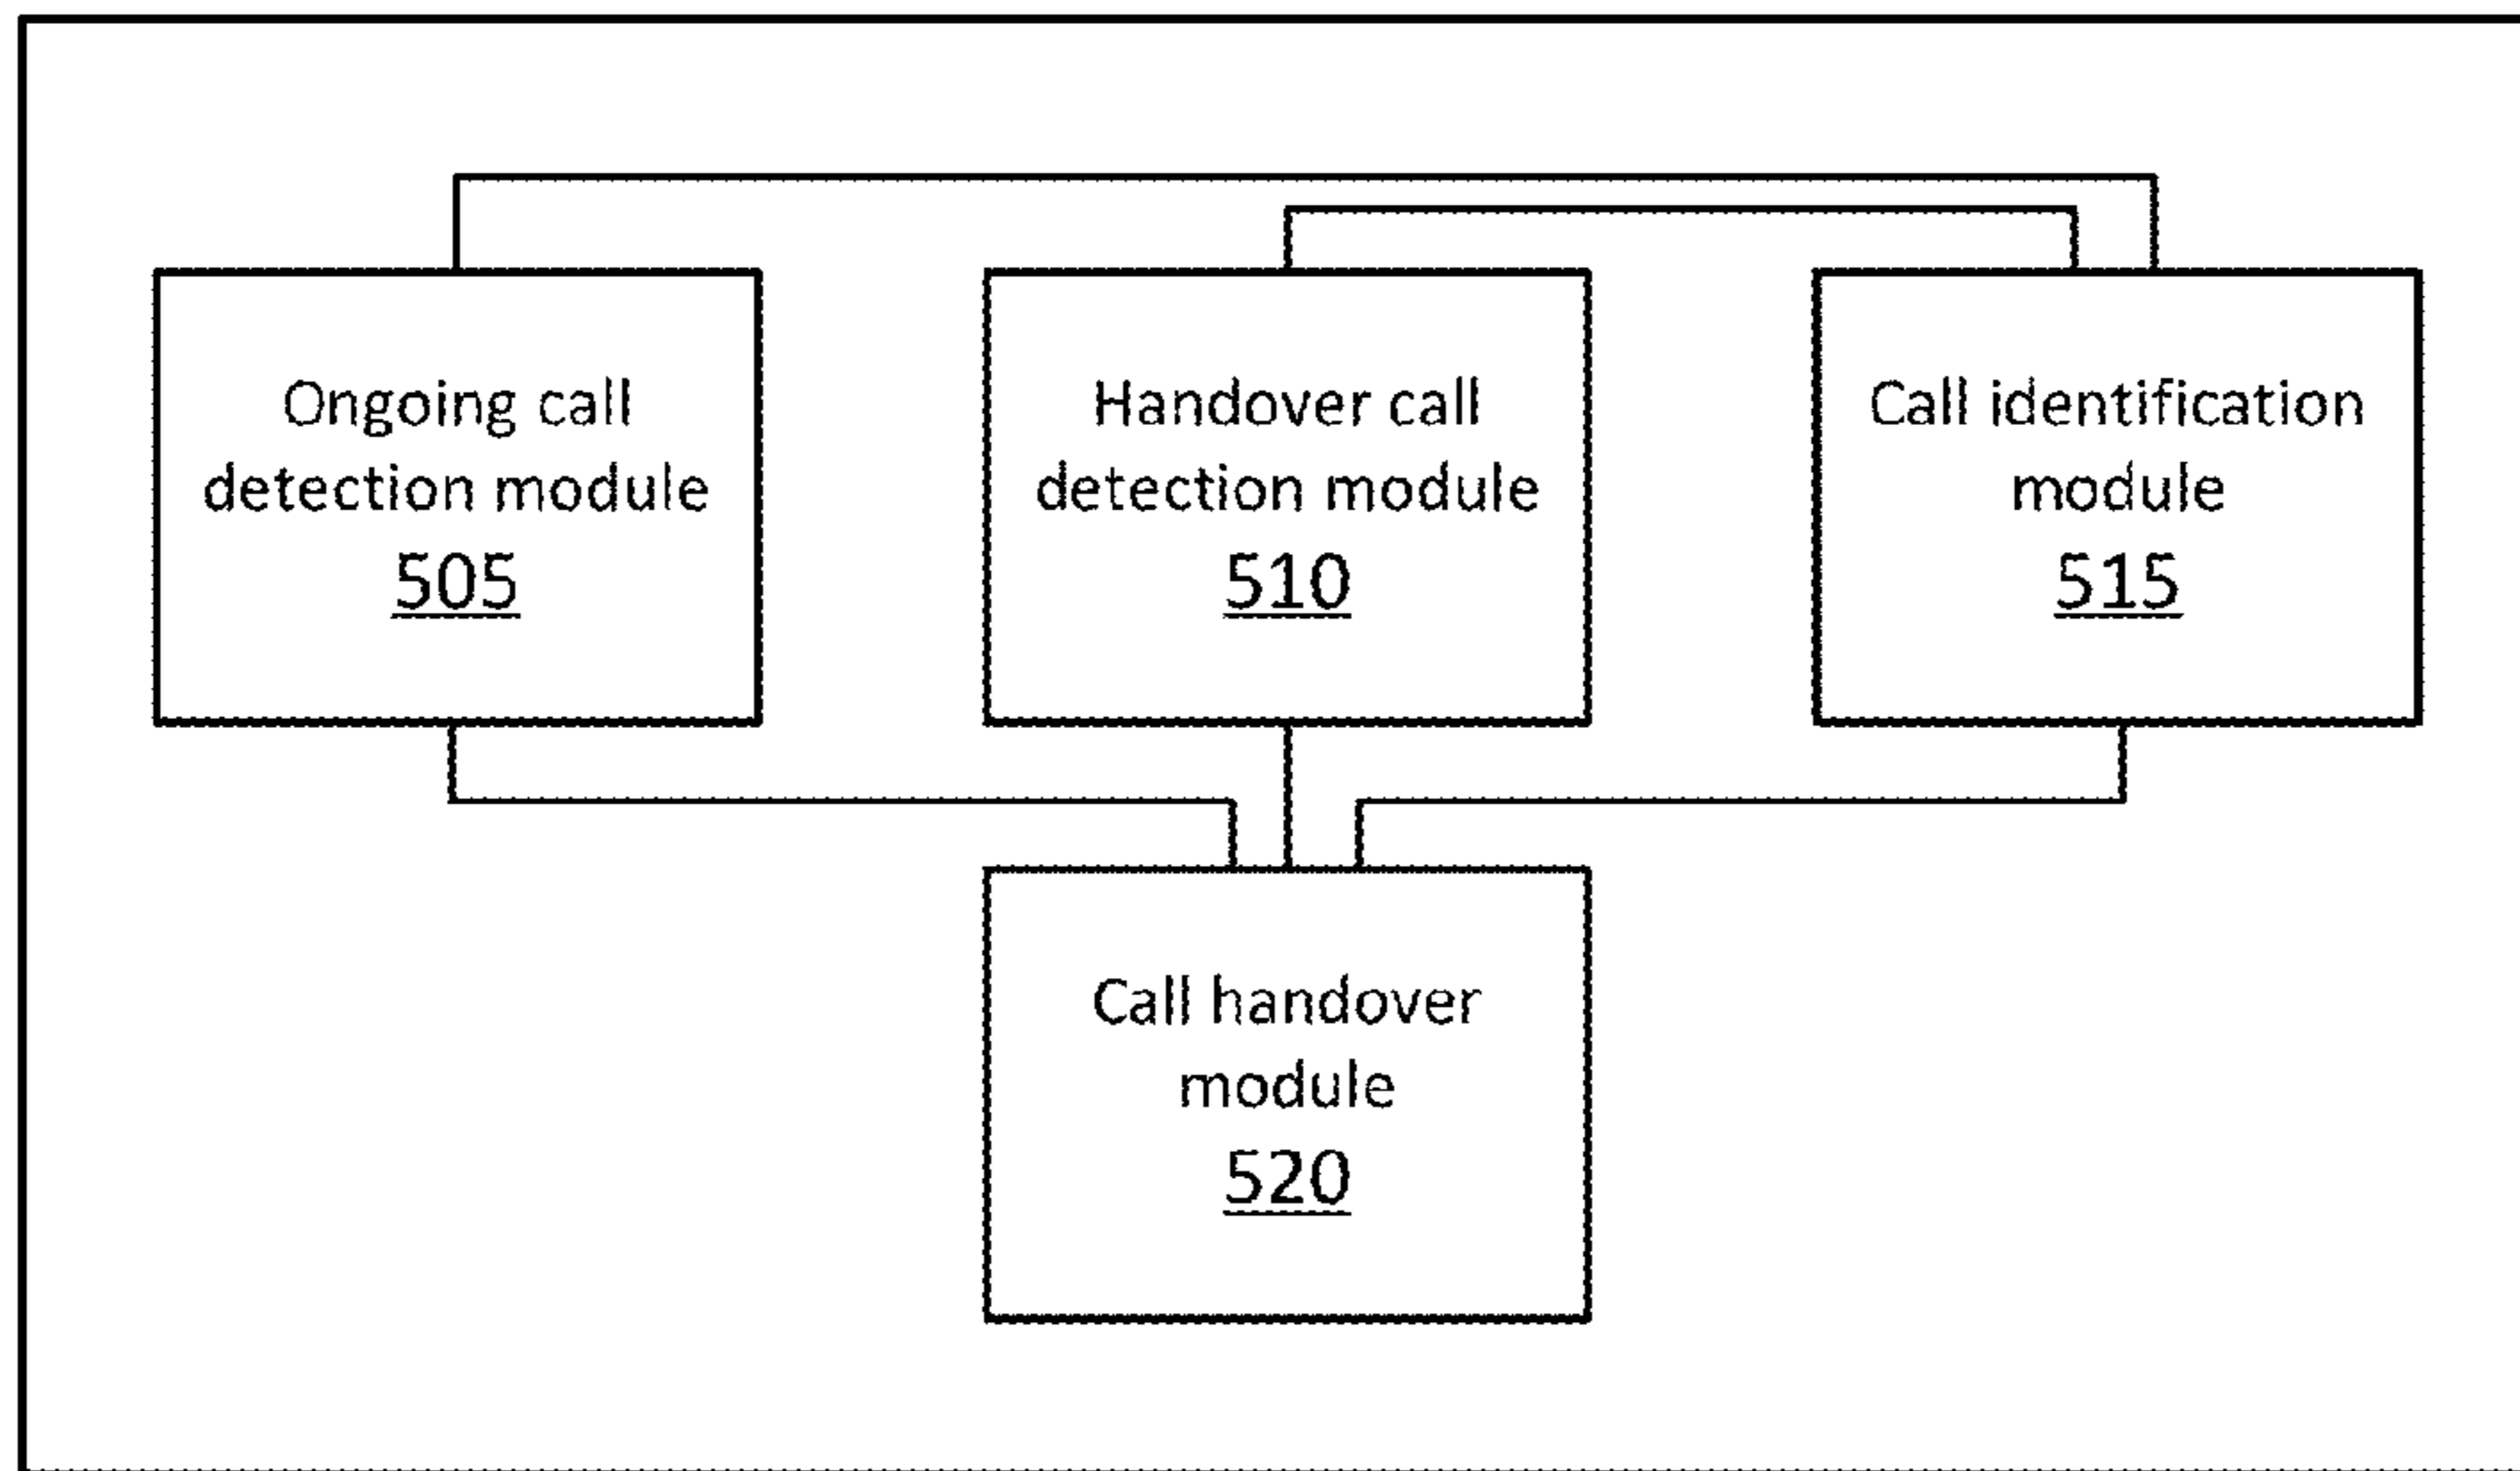 Ongoing call
detection module
505
Handover call
detection module
510
Call identification
module
515
Call handover
module
520